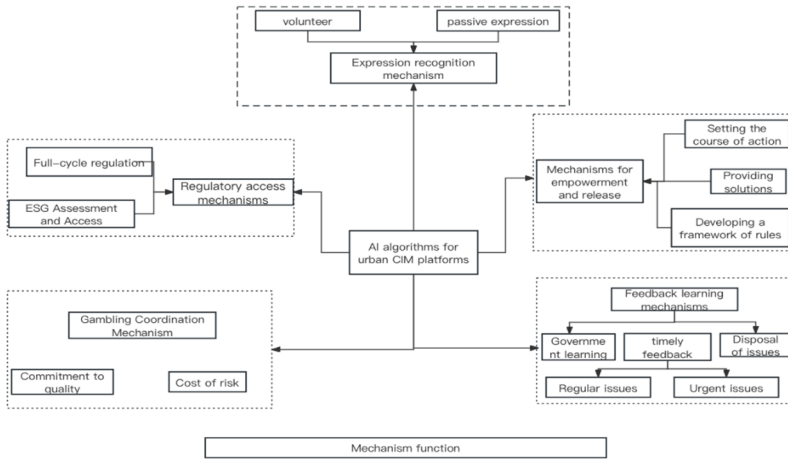 volunteer
passive expression
Expression recognition
mechanism
Full-cycle regulation
ESG Assessment
and Access
Regulatory access
mechanisms
Setting the
course of action
Mechanisms for
empowerment
and release
Providing
solutions
Developing a
framework of rules
AI algorithms for
urban CIM platforms
Gambling Coordination
Mechanism
Commitment to
quality
Cost of risk
Feedback learning
mechanisms
Governme
nt learning
timely
feedback
Disposal
of issues
Regular issues
Urgent issues
Mechanism function